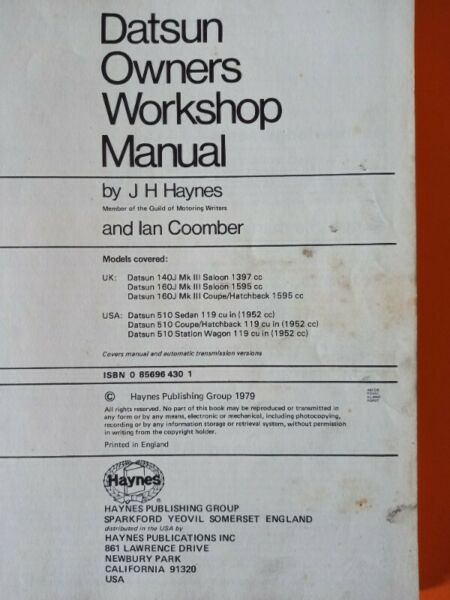 Datsun
Owners
Workshop
Manual
by J H Haynes
Member of the Guild of Motoring Writers
and Ian Coomber
Models covered:
UK: Datsun 140J Mk III Saloon 1397 cc
Datsun 160J Mk III Saloon 1595 cc
Datsun 160J Mk III Coupe/Hatchback 1595 cc
USA: Datsun 510 Sedan 119 cu in (1952 cc)
Datsun 510 Coupe/Hatchback 119 cu in (1952 cc)
Datsun 510 Station Wagon 119 cu in (1952 cc)
Covers manual and automatic transmission versions
ISBN 0 85696 430 1
© Haynes Publishing Group 1979
All rights reserved. No part of this book may be reproduced or transmitted in
any form or by any means, electronic or mechanical, including photocopying,
recording or by any information storage or retrieval system, without permission
in writing from the copyright holder.
Printed in England
Haynes
®
HAYNES PUBLISHING GROUP
SPARKFORD YEOVIL SOMERSET ENGLAND
distributed in the USA by
HAYNES PUBLICATIONS INC
861 LAWRENCE DRIVE
NEWBURY PARK
CALIFORNIA 91320
USA